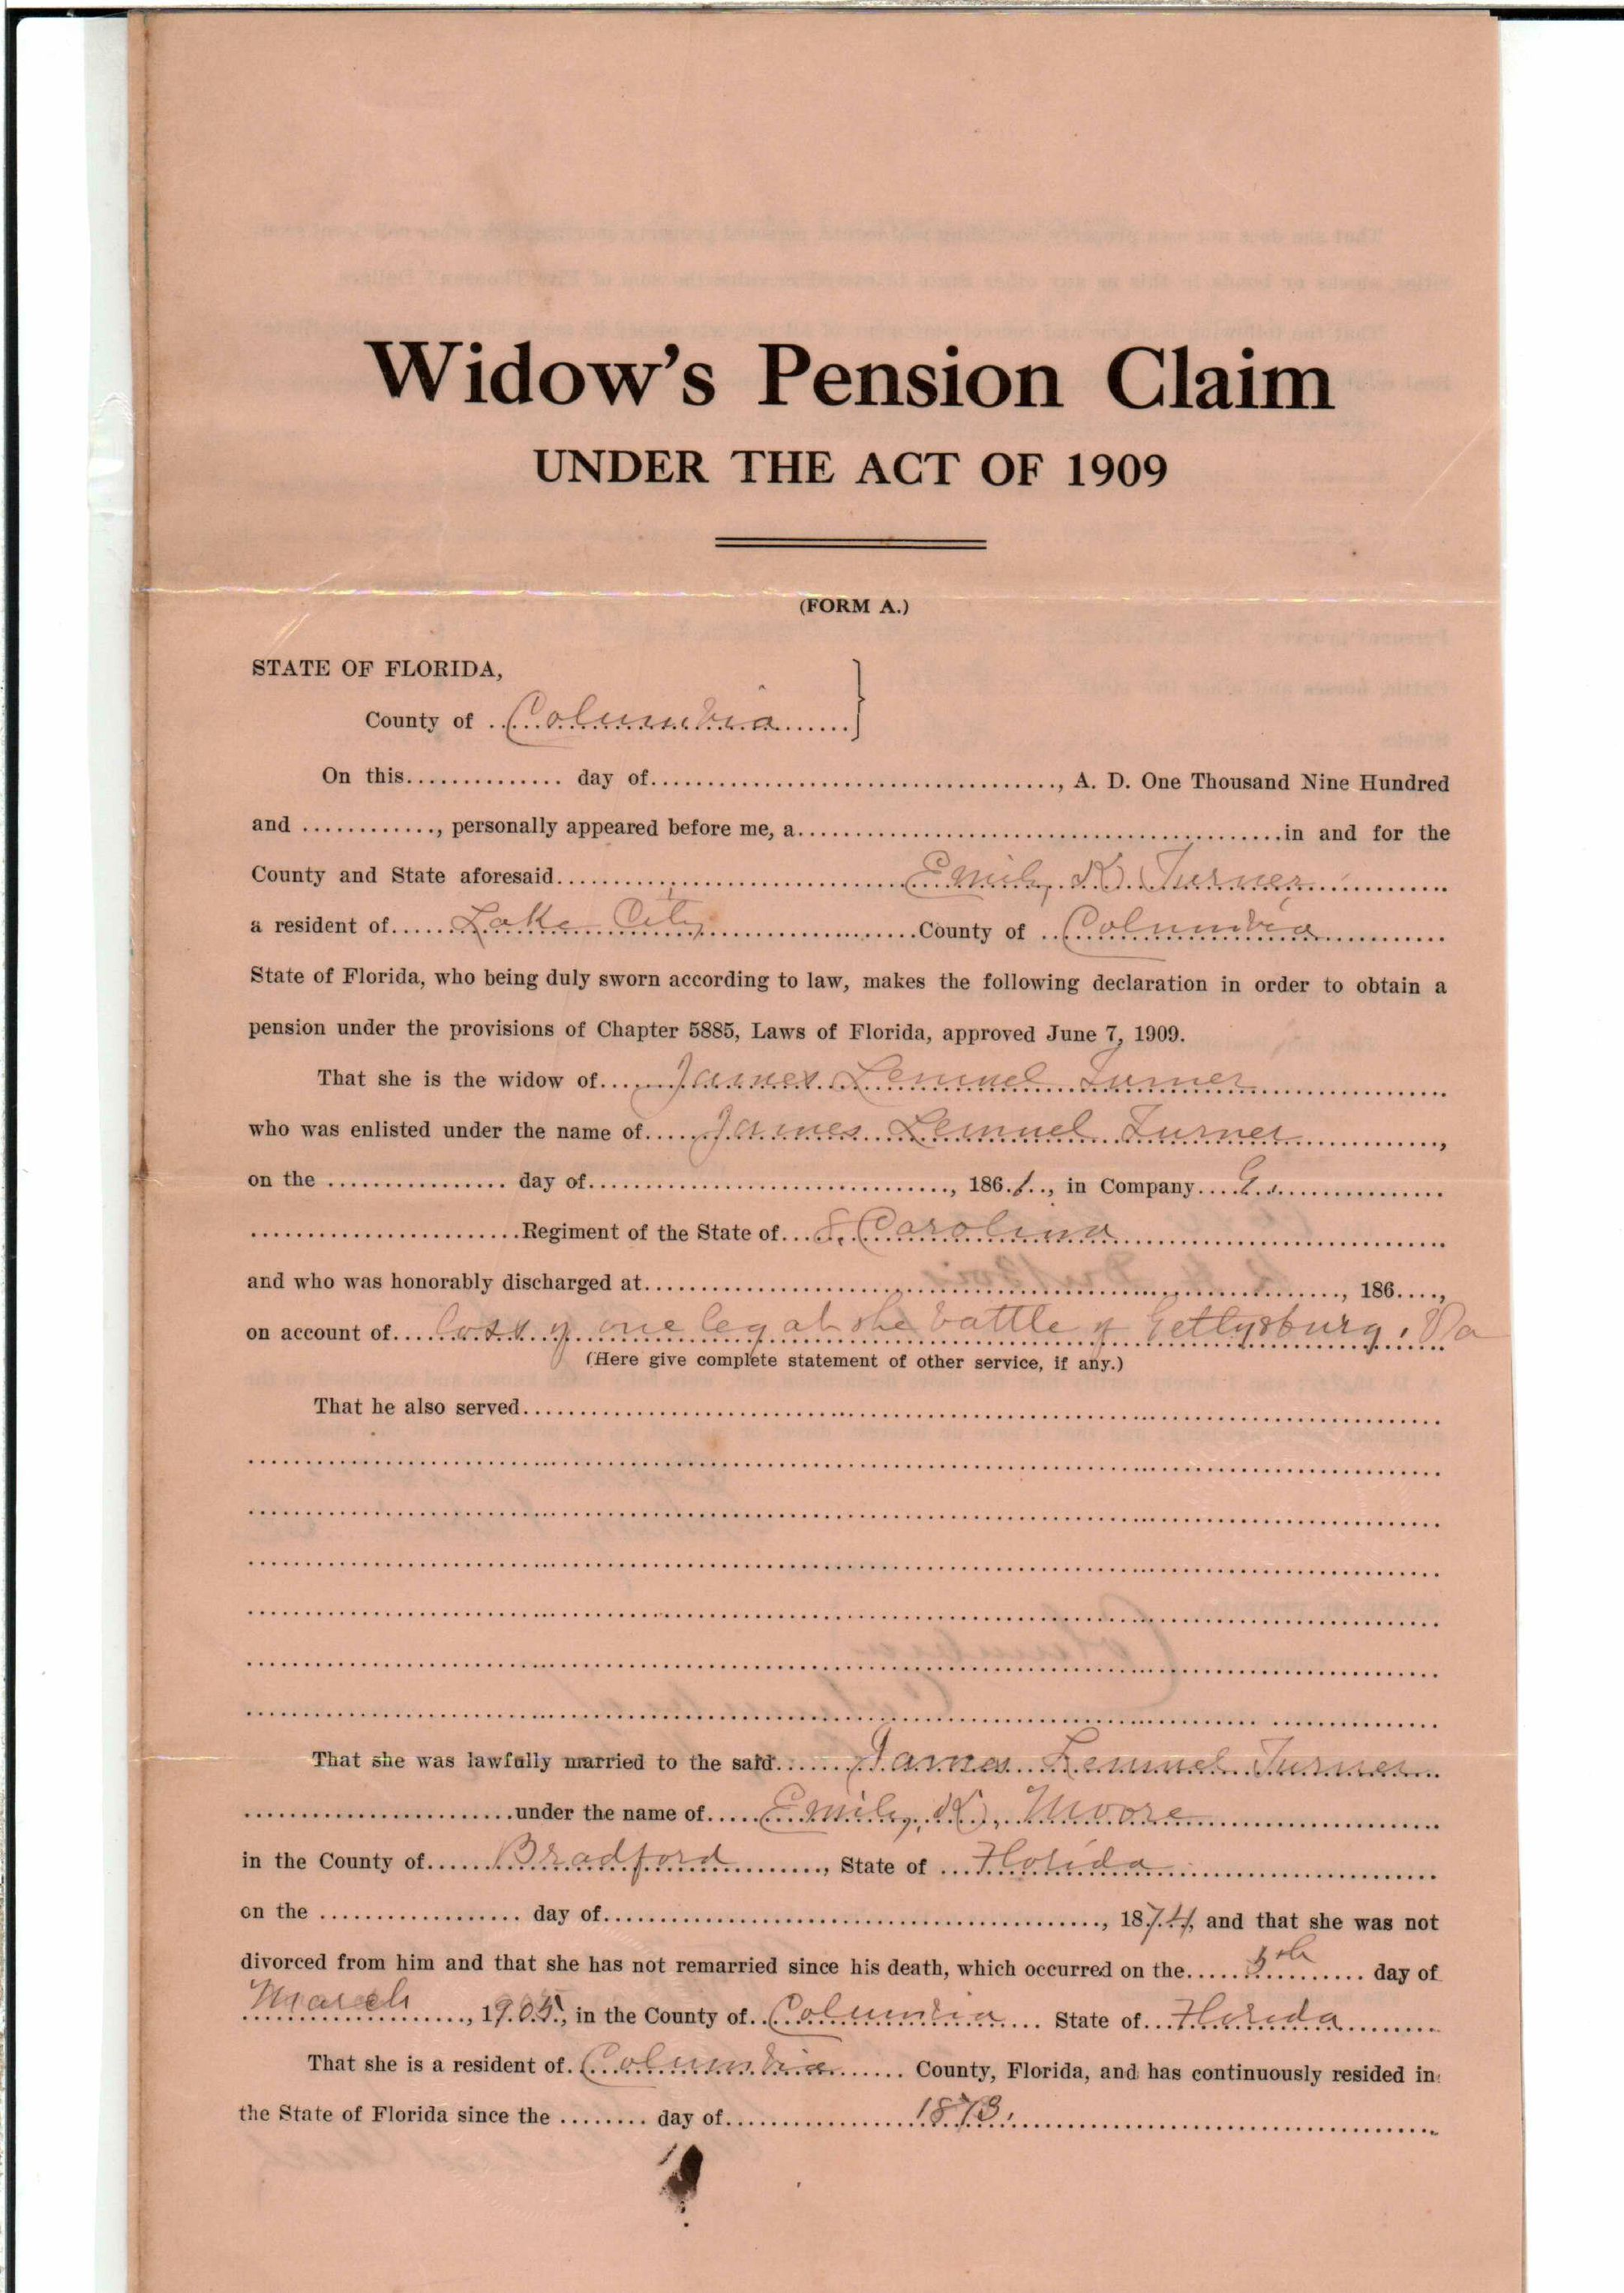 Widow's Pension Claim
UNDER THE ACT OF 1909
(FORM A.)
STATE OF FLORIDA,
County of Columbia
On this day of , A. D. One Thousand Nine Hundred
and , personally appeared before me, a in and for the
County and State aforesaid Emily K. Turner
a resident of Lake City County of Columbia
State of Florida, who being duly sworn according to law, makes the following declaration in order to obtain a
pension under the provisions of Chapter 5885, Laws of Florida, approved June 7, 1909.
That she is the widow of James Lemuel Turner
who was enlisted under the name of James Lemuel Turner ,
on the day of , 1861, in Company G.
Regiment of the State of S. Carolina
and who was honorably discharged at , 186 ,
on account of loss of one leg at the battle of Gettysburg, Pa
(Here give complete statement of other service, if any.)
That he also served
That she was lawfully married to the said James Lemuel Turner
under the name of Emily K. Moore
in the County of Bradford , State of Florida
on the day of , 1874, and that she was not
divorced from him and that she has not remarried since his death, which occurred on the day of
March , 1905, in the County of Columbia State of Florida
That she is a resident of Columbia County, Florida, and has continuously resided in
the State of Florida since the day of 1873.